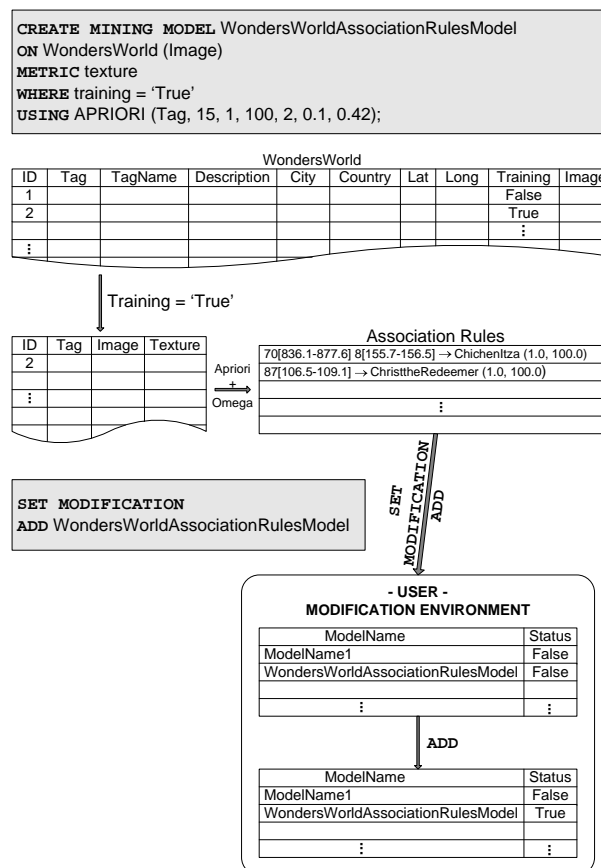 CREATE MINING MODEL WondersWorldAssociationRulesModel
ON WondersWorld (Image)
METRIC texture
WHERE training = ‘True’
USING APRIORI (Tag, 15, 1, 100, 2, 0.1, 0.42);
WondersWorld
ID Tag TagName Description City Country Lat Long Training Image
1 False
2 True
⋮ ⋮
Training = ‘True’
ID Tag Image Texture
2
⋮
Apriori
+
Omega
Association Rules
70[836.1-877.6] 8[155.7-156.5] → ChichenItza (1.0, 100.0)
87[106.5-109.1] → ChristtheRedeemer (1.0, 100.0)
⋮
SET MODIFICATION
ADD WondersWorldAssociationRulesModel
SET
MODIFICATION
ADD
- USER -
MODIFICATION ENVIRONMENT
ModelName Status
ModelName1 False
WondersWorldAssociationRulesModel False
⋮ ⋮
ADD
ModelName Status
ModelName1 False
WondersWorldAssociationRulesModel True
⋮ ⋮